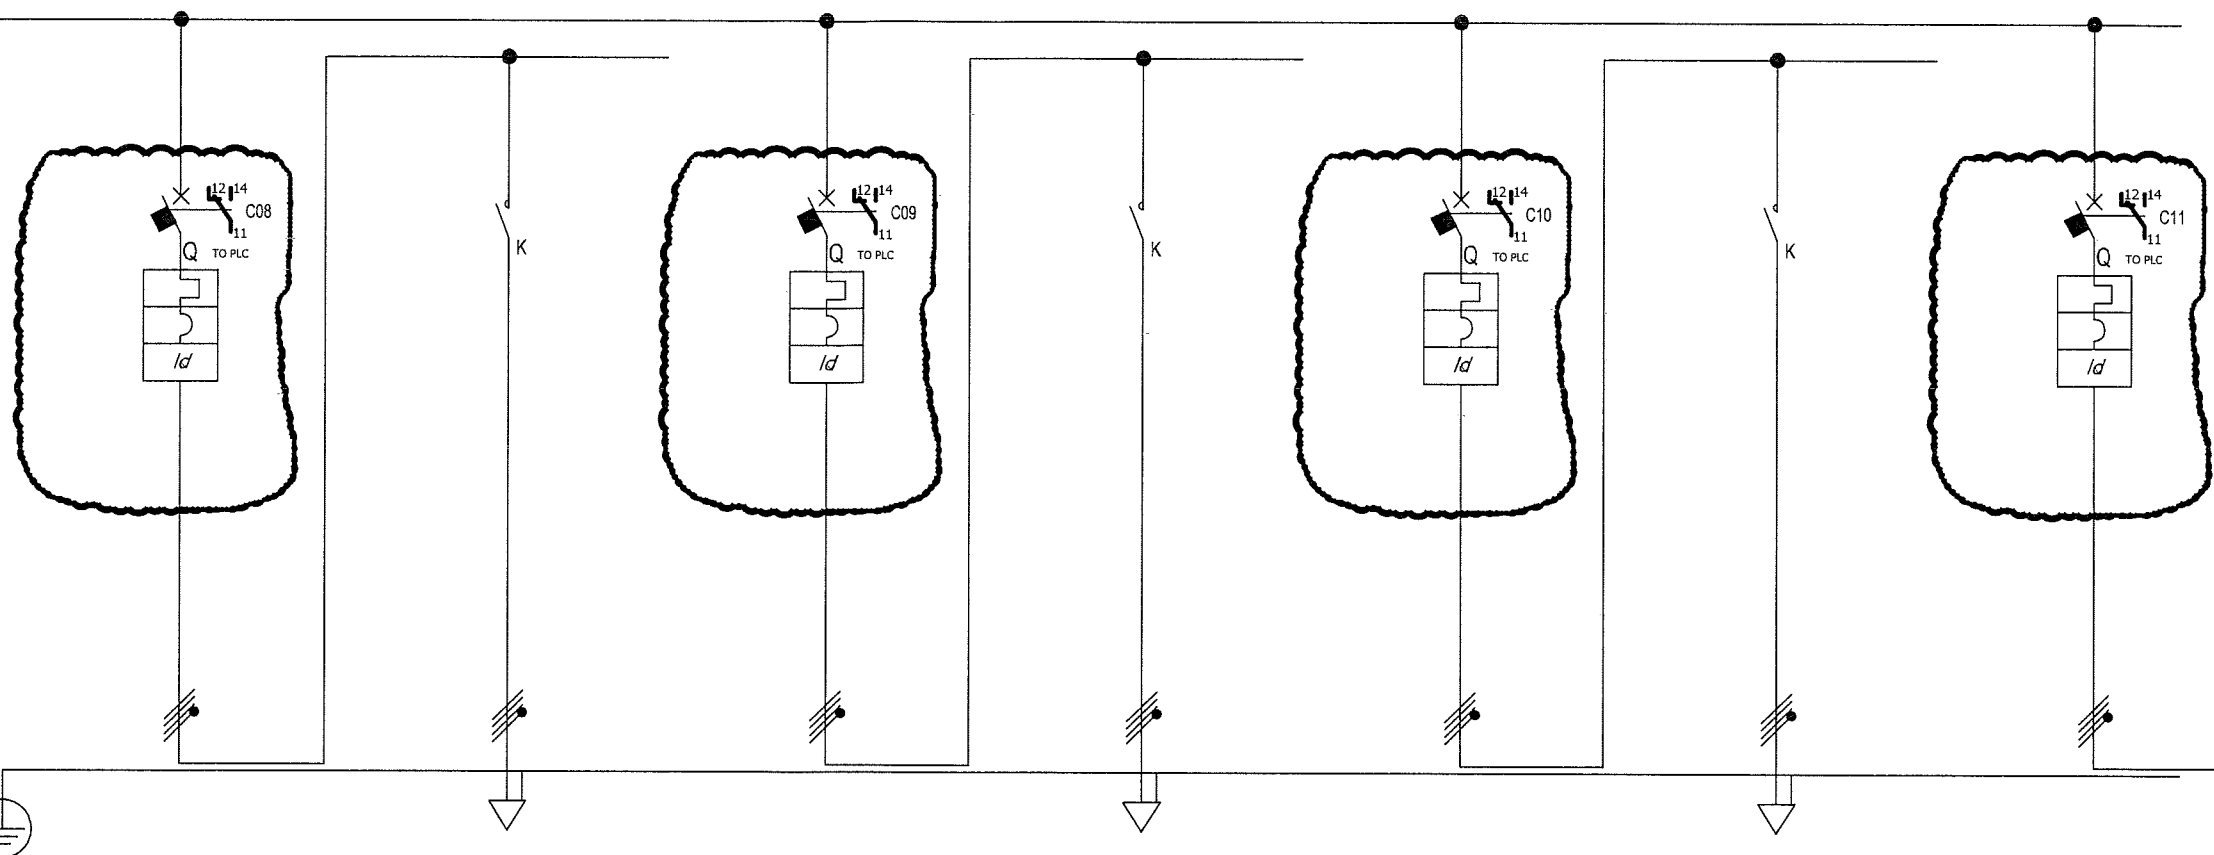 12 14
C08
11
Q TO PLC
Id
K
12 14
C09
11
Q TO PLC
Id
K
12 14
C10
11
Q TO PLC
Id
K
12 14
C11
11
Q TO PLC
Id